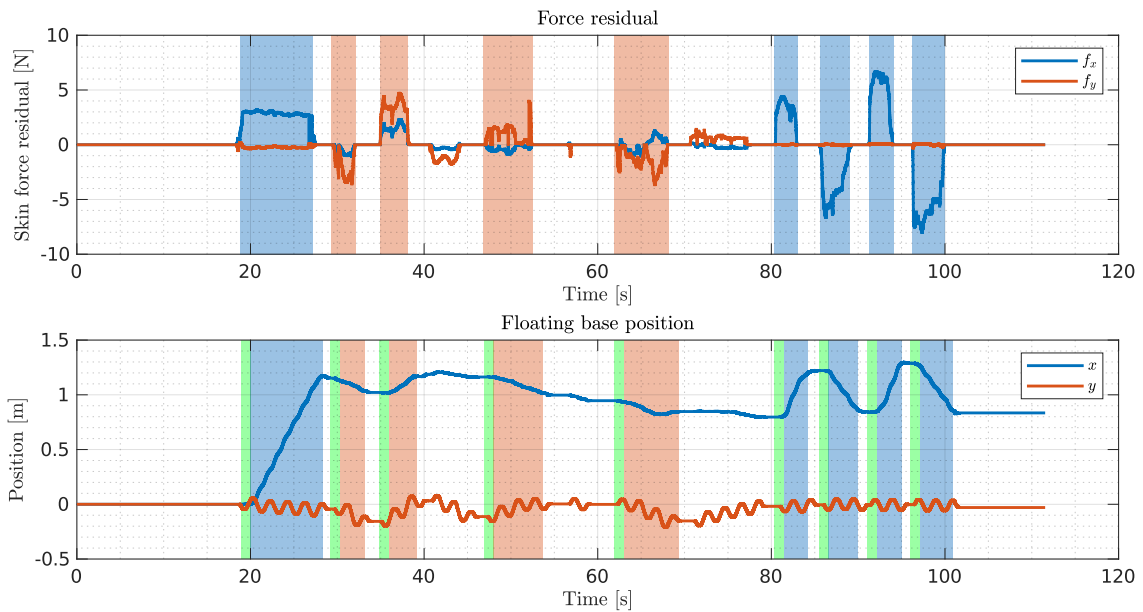 Force residual
Skin force residual [N]
10
5
0
-5
-10
f_x
f_y
0 20 40 60 80 100 120
Time [s]
Floating base position
Position [m]
1.5
1
0.5
0
-0.5
x
y
0 20 40 60 80 100 120
Time [s]